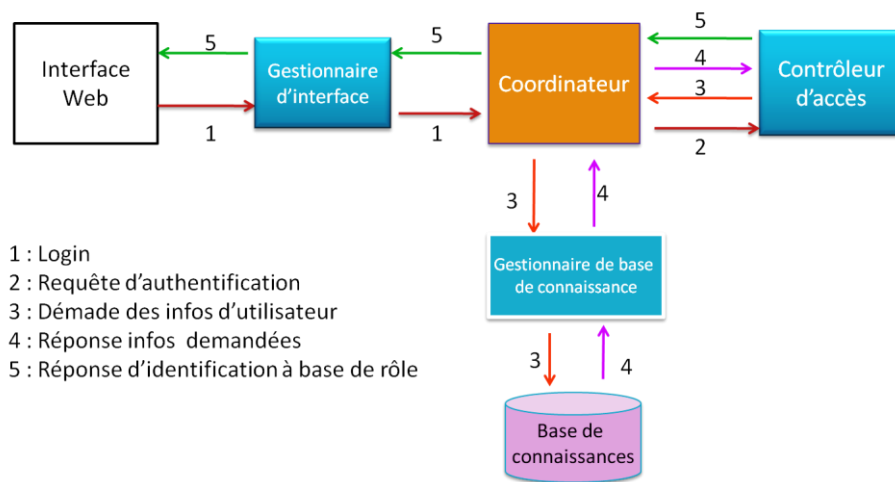 5
5
5
Interface
Web
Gestionnaire
d'interface
Coordinateur
4
Contrôleur
d'accès
3
1
1
2
3
4
1 : Login
2 : Requête d'authentification
3 : Démade des infos d'utilisateur
4 : Réponse infos demandées
5 : Réponse d'identification à base de rôle
Gestionnaire de base
de connaissance
3
4
Base de
connaissances